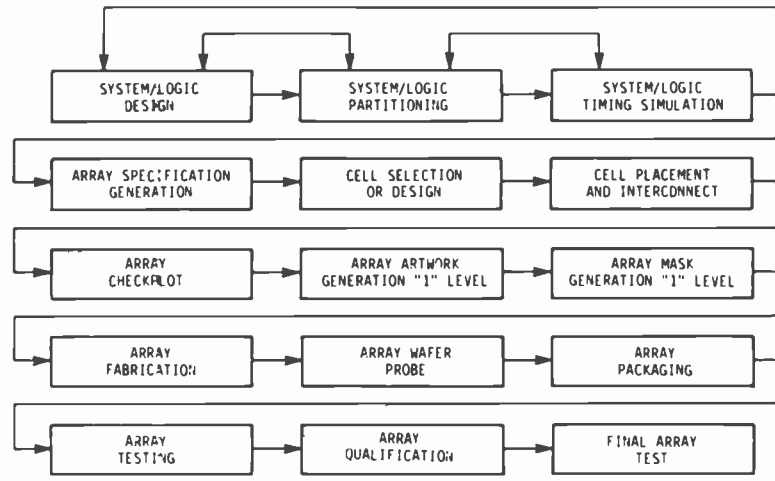 SYSTEM/LOGIC
DESIGN
SYSTEM/LOGIC
PARTITIONING
SYSTEM/LOGIC
TIMING SIMULATION
ARRAY SPECIFICATION
GENERATION
CELL SELECTION
OR DESIGN
CELL PLACEMENT
AND INTERCONNECT
ARRAY
CHECKPLOT
ARRAY ARTWORK
GENERATION "1" LEVEL
ARRAY MASK
GENERATION "1" LEVEL
ARRAY
FABRICATION
ARRAY WAFER
PROBE
ARRAY
PACKAGING
ARRAY
TESTING
ARRAY
QUALIFICATION
FINAL ARRAY
TEST